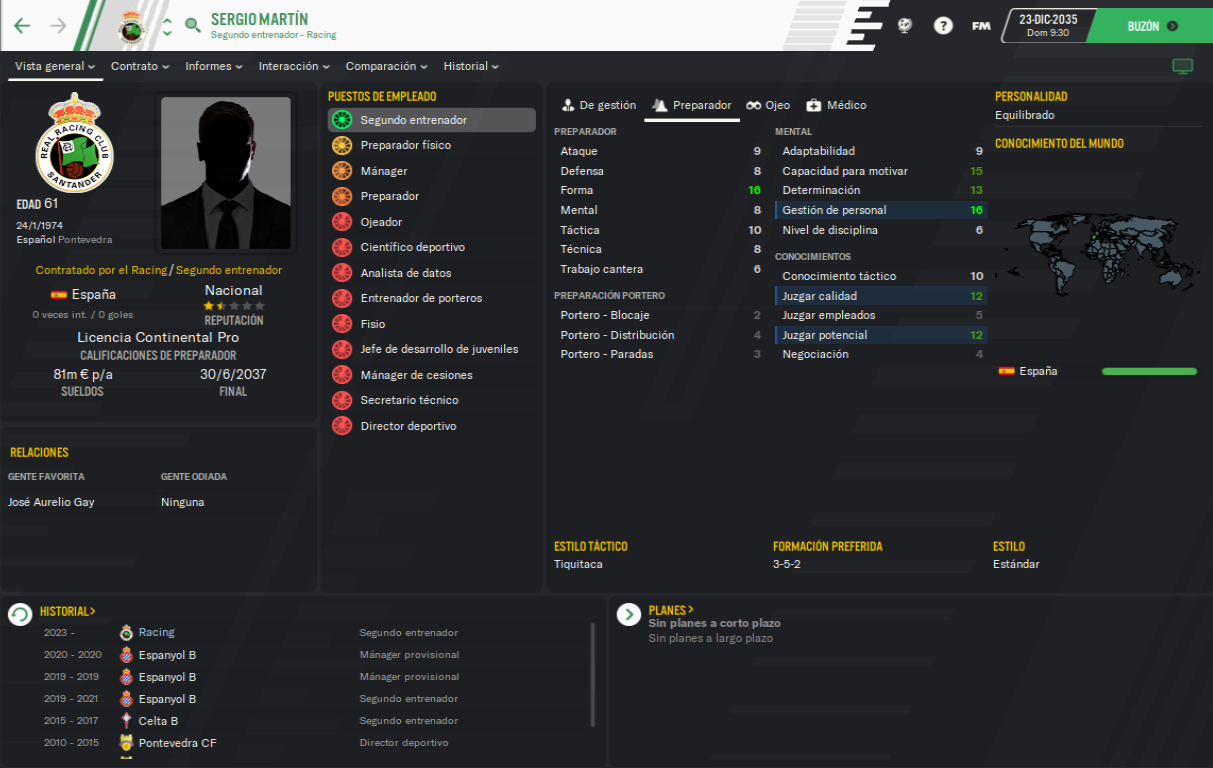 SERGIO MARTÍN
Segundo entrenador - Racing
?
FM
23-DIC-2035
Dom 9:30
BUZÓN
Vista general
Contrato
Informes
Interacción
Comparación
Historial
REAL RACING CLUB
SANTANDER
EDAD 61
24/1/1974
Español Pontevedra
Contratado por el Racing/Segundo entrenador
España
0 veces int. / 0 goles
Nacional
REPUTACIÓN
Licencia Continental Pro
CALIFICACIONES DE PREPARADOR
81m € p/a
SUELDOS
30/6/2037
FINAL
RELACIONES
GENTE FAVORITA
GENTE ODIADA
José Aurelio Gay
Ninguna
PUESTOS DE EMPLEADO
Segundo entrenador
Preparador físico
Mánager
Preparador
Ojeador
Científico deportivo
Analista de datos
Entrenador de porteros
Fisio
Jefe de desarrollo de juveniles
Mánager de cesiones
Secretario técnico
Director deportivo
De gestión
Preparador
Ojeo
Médico
PREPARADOR
Ataque 9
Defensa 8
Forma 16
Mental 8
Táctica 10
Técnica 8
Trabajo cantera 6
PREPARACIÓN PORTERO
Portero - Blocaje 2
Portero - Distribución 4
Portero - Paradas 3
MENTAL
Adaptabilidad 9
Capacidad para motivar 15
Determinación 13
Gestión de personal 16
Nivel de disciplina 6
CONOCIMIENTOS
Conocimiento táctico 10
Juzgar calidad 12
Juzgar empleados 5
Juzgar potencial 12
Negociación 4
PERSONALIDAD
Equilibrado
CONOCIMIENTO DEL MUNDO
España
ESTILO TÁCTICO
Tiquitaca
FORMACIÓN PREFERIDA
3-5-2
ESTILO
Estándar
HISTORIAL >
2023 - Racing Segundo entrenador
2020 - 2020 Espanyol B Mánager provisional
2019 - 2019 Espanyol B Mánager provisional
2019 - 2021 Espanyol B Segundo entrenador
2015 - 2017 Celta B Segundo entrenador
2010 - 2015 Pontevedra CF Director deportivo
PLANES >
Sin planes a corto plazo
Sin planes a largo plazo